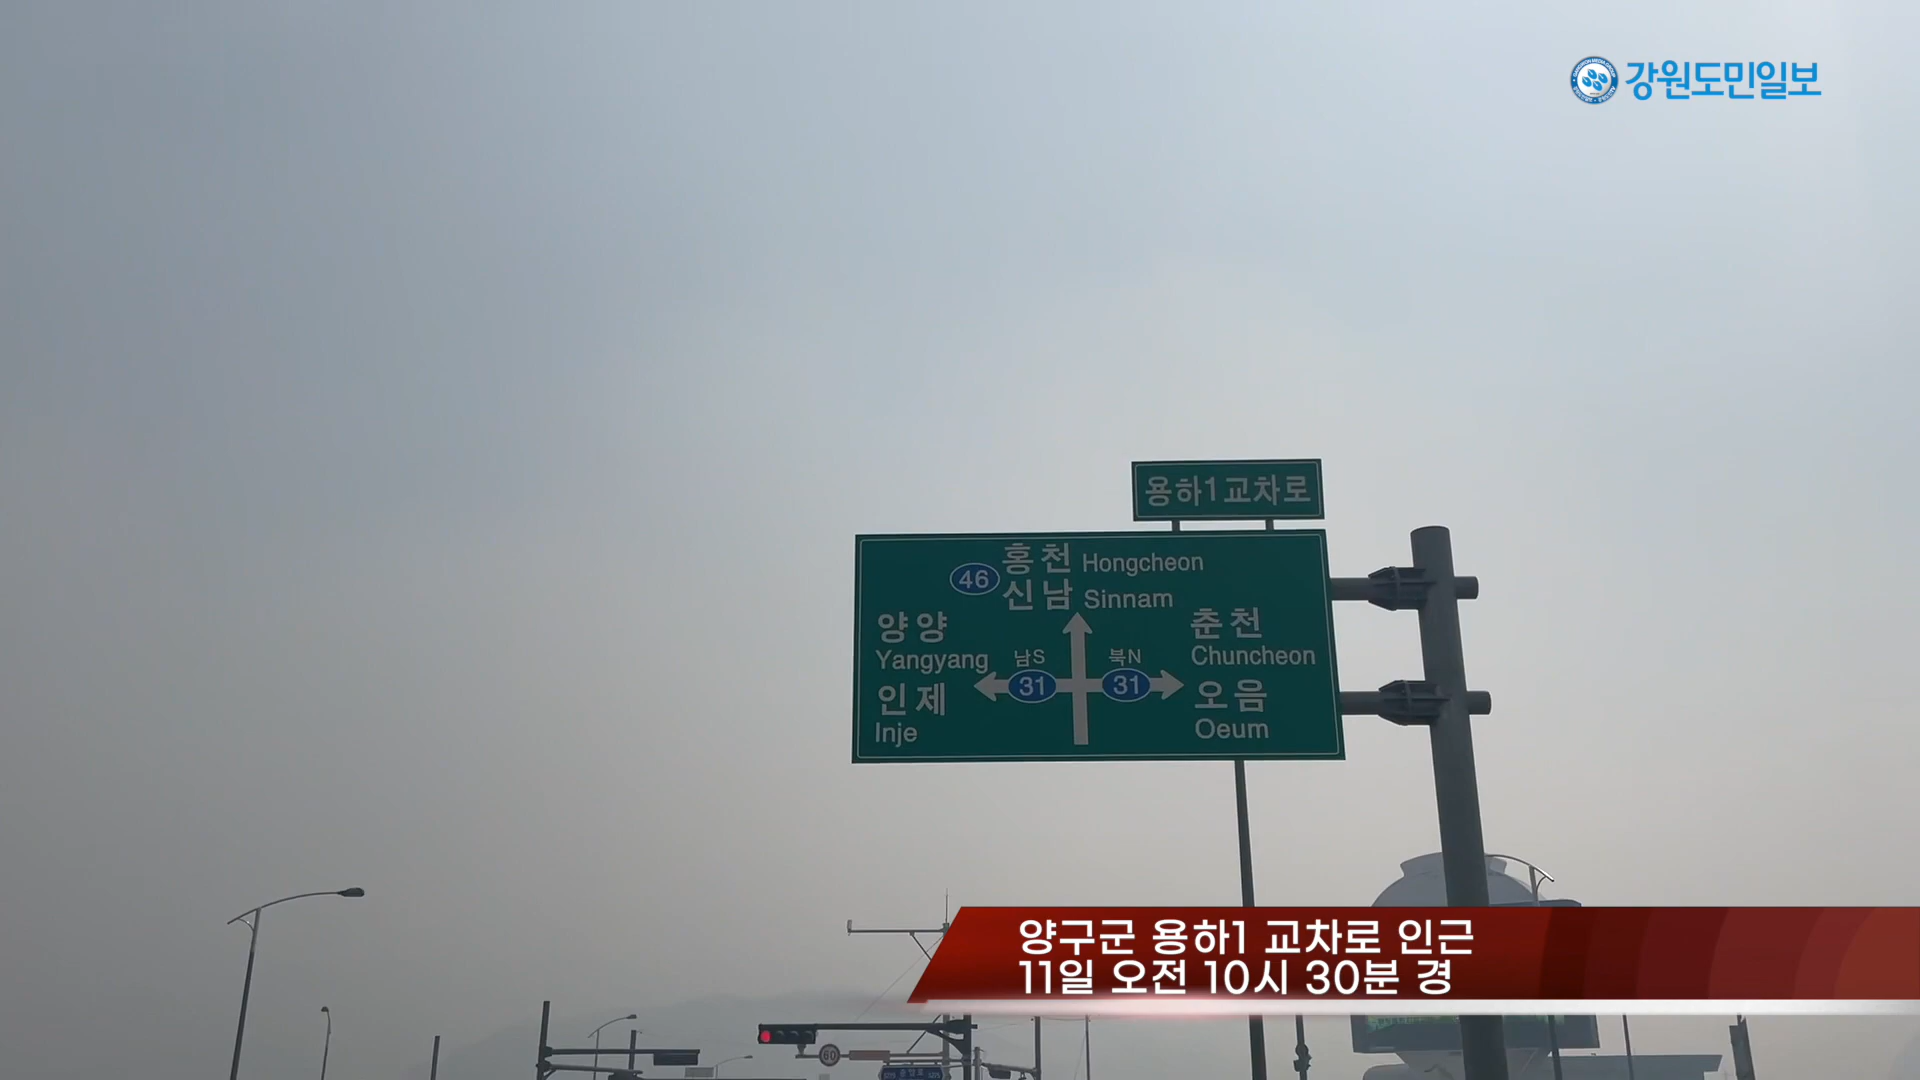 강원도민일보
용하1교차로
46 홍천 Hongcheon
신남 Sinnam
양양
Yangyang
인제
Inje
남S
31
북N
31
춘천
Chuncheon
오음
Oeum
양구군 용하1 교차로 인근
11일 오전 10시 30분 경
60